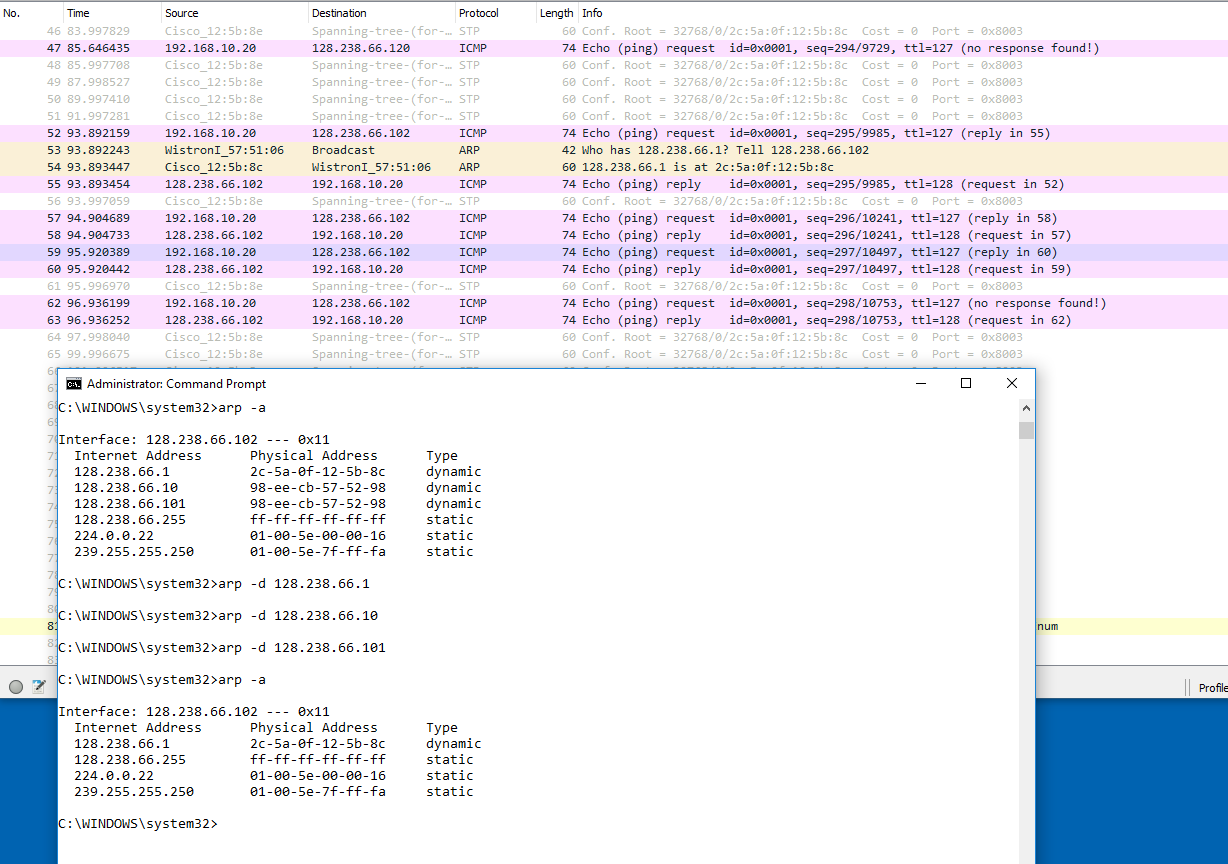 No. Time Source Destination Protocol Length Info
46 83.997829 Cisco_12:5b:8e Spanning-tree-(for-… STP 60 Conf. Root = 32768/0/2c:5a:0f:12:5b:8c Cost = 0 Port = 0x8003
47 85.646435 192.168.10.20 128.238.66.120 ICMP 74 Echo (ping) request id=0x0001, seq=294/9729, ttl=127 (no response found!)
48 85.997708 Cisco_12:5b:8e Spanning-tree-(for-… STP 60 Conf. Root = 32768/0/2c:5a:0f:12:5b:8c Cost = 0 Port = 0x8003
49 87.998527 Cisco_12:5b:8e Spanning-tree-(for-… STP 60 Conf. Root = 32768/0/2c:5a:0f:12:5b:8c Cost = 0 Port = 0x8003
50 89.997410 Cisco_12:5b:8e Spanning-tree-(for-… STP 60 Conf. Root = 32768/0/2c:5a:0f:12:5b:8c Cost = 0 Port = 0x8003
51 91.997281 Cisco_12:5b:8e Spanning-tree-(for-… STP 60 Conf. Root = 32768/0/2c:5a:0f:12:5b:8c Cost = 0 Port = 0x8003
52 93.892159 192.168.10.20 128.238.66.102 ICMP 74 Echo (ping) request id=0x0001, seq=295/9985, ttl=127 (reply in 55)
53 93.892243 WistronI_57:51:06 Broadcast ARP 42 Who has 128.238.66.1? Tell 128.238.66.102
54 93.893447 Cisco_12:5b:8c WistronI_57:51:06 ARP 60 128.238.66.1 is at 2c:5a:0f:12:5b:8c
55 93.893454 128.238.66.102 192.168.10.20 ICMP 74 Echo (ping) reply id=0x0001, seq=295/9985, ttl=128 (request in 52)
56 93.997059 Cisco_12:5b:8e Spanning-tree-(for-… STP 60 Conf. Root = 32768/0/2c:5a:0f:12:5b:8c Cost = 0 Port = 0x8003
57 94.904689 192.168.10.20 128.238.66.102 ICMP 74 Echo (ping) request id=0x0001, seq=296/10241, ttl=127 (reply in 58)
58 94.904733 128.238.66.102 192.168.10.20 ICMP 74 Echo (ping) reply id=0x0001, seq=296/10241, ttl=128 (request in 57)
59 95.920389 192.168.10.20 128.238.66.102 ICMP 74 Echo (ping) request id=0x0001, seq=297/10497, ttl=127 (reply in 60)
60 95.920442 128.238.66.102 192.168.10.20 ICMP 74 Echo (ping) reply id=0x0001, seq=297/10497, ttl=128 (request in 59)
61 95.996970 Cisco_12:5b:8e Spanning-tree-(for-… STP 60 Conf. Root = 32768/0/2c:5a:0f:12:5b:8c Cost = 0 Port = 0x8003
62 96.936199 192.168.10.20 128.238.66.102 ICMP 74 Echo (ping) request id=0x0001, seq=298/10753, ttl=127 (no response found!)
63 96.936252 128.238.66.102 192.168.10.20 ICMP 74 Echo (ping) reply id=0x0001, seq=298/10753, ttl=128 (request in 62)
64 97.998040 Cisco_12:5b:8e Spanning-tree-(for-… STP 60 Conf. Root = 32768/0/2c:5a:0f:12:5b:8c Cost = 0 Port = 0x8003
65 99.996675 Cisco_12:5b:8e Spanning-tree-(for-… STP 60 Conf. Root = 32768/0/2c:5a:0f:12:5b:8c Cost = 0 Port = 0x8003
Administrator: Command Prompt
C:\WINDOWS\system32>arp -a
Interface: 128.238.66.102 --- 0x11
Internet Address Physical Address Type
128.238.66.1 2c-5a-0f-12-5b-8c dynamic
128.238.66.10 98-ee-cb-57-52-98 dynamic
128.238.66.101 98-ee-cb-57-52-98 dynamic
128.238.66.255 ff-ff-ff-ff-ff-ff static
224.0.0.22 01-00-5e-00-00-16 static
239.255.255.250 01-00-5e-7f-ff-fa static
C:\WINDOWS\system32>arp -d 128.238.66.1
C:\WINDOWS\system32>arp -d 128.238.66.10
num
C:\WINDOWS\system32>arp -d 128.238.66.101
C:\WINDOWS\system32>arp -a
Profile
Interface: 128.238.66.102 --- 0x11
Internet Address Physical Address Type
128.238.66.1 2c-5a-0f-12-5b-8c dynamic
128.238.66.255 ff-ff-ff-ff-ff-ff static
224.0.0.22 01-00-5e-00-00-16 static
239.255.255.250 01-00-5e-7f-ff-fa static
C:\WINDOWS\system32>